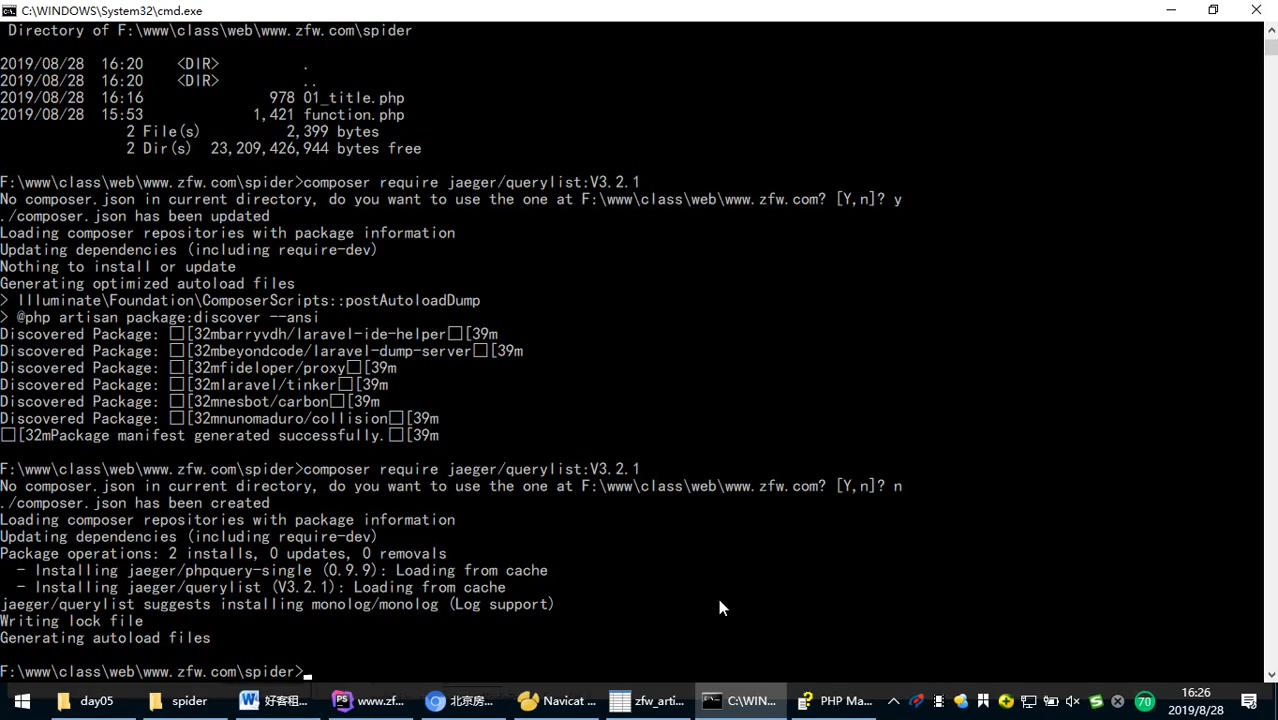 C:\WINDOWS\System32\cmd.exe
Directory of F:\www\class\web\www.zfw.com\spider
2019/08/28 16:20 <DIR> .
2019/08/28 16:20 <DIR> ..
2019/08/28 16:16 978 01_title.php
2019/08/28 15:53 1,421 function.php
2 File(s) 2,399 bytes
2 Dir(s) 23,209,426,944 bytes free
F:\www\class\web\www.zfw.com\spider>composer require jaeger/querylist:V3.2.1
No composer.json in current directory, do you want to use the one at F:\www\class\web\www.zfw.com? [Y,n]? y
./composer.json has been updated
Loading composer repositories with package information
Updating dependencies (including require-dev)
Nothing to install or update
Generating optimized autoload files
> Illuminate\Foundation\ComposerScripts::postAutoloadDump
> @php artisan package:discover --ansi
Discovered Package: □[32mbarryvdh/laravel-ide-helper□[39m
Discovered Package: □[32mbeyondcode/laravel-dump-server□[39m
Discovered Package: □[32mfideloper/proxy□[39m
Discovered Package: □[32mlaravel/tinker□[39m
Discovered Package: □[32mnesbot/carbon□[39m
Discovered Package: □[32mnunomaduro/collision□[39m
□[32mPackage manifest generated successfully.□[39m
F:\www\class\web\www.zfw.com\spider>composer require jaeger/querylist:V3.2.1
No composer.json in current directory, do you want to use the one at F:\www\class\web\www.zfw.com? [Y,n]? n
./composer.json has been created
Loading composer repositories with package information
Updating dependencies (including require-dev)
Package operations: 2 installs, 0 updates, 0 removals
- Installing jaeger/phpquery-single (0.9.9): Loading from cache
- Installing jaeger/querylist (V3.2.1): Loading from cache
jaeger/querylist suggests installing monolog/monolog (Log support)
Writing lock file
Generating autoload files
F:\www\class\web\www.zfw.com\spider>
day05 spider 好客租... www.zf... 北京房... Navicat ... zfw_arti... C:\WIN... PHP Ma... 70 16:26
2019/8/28